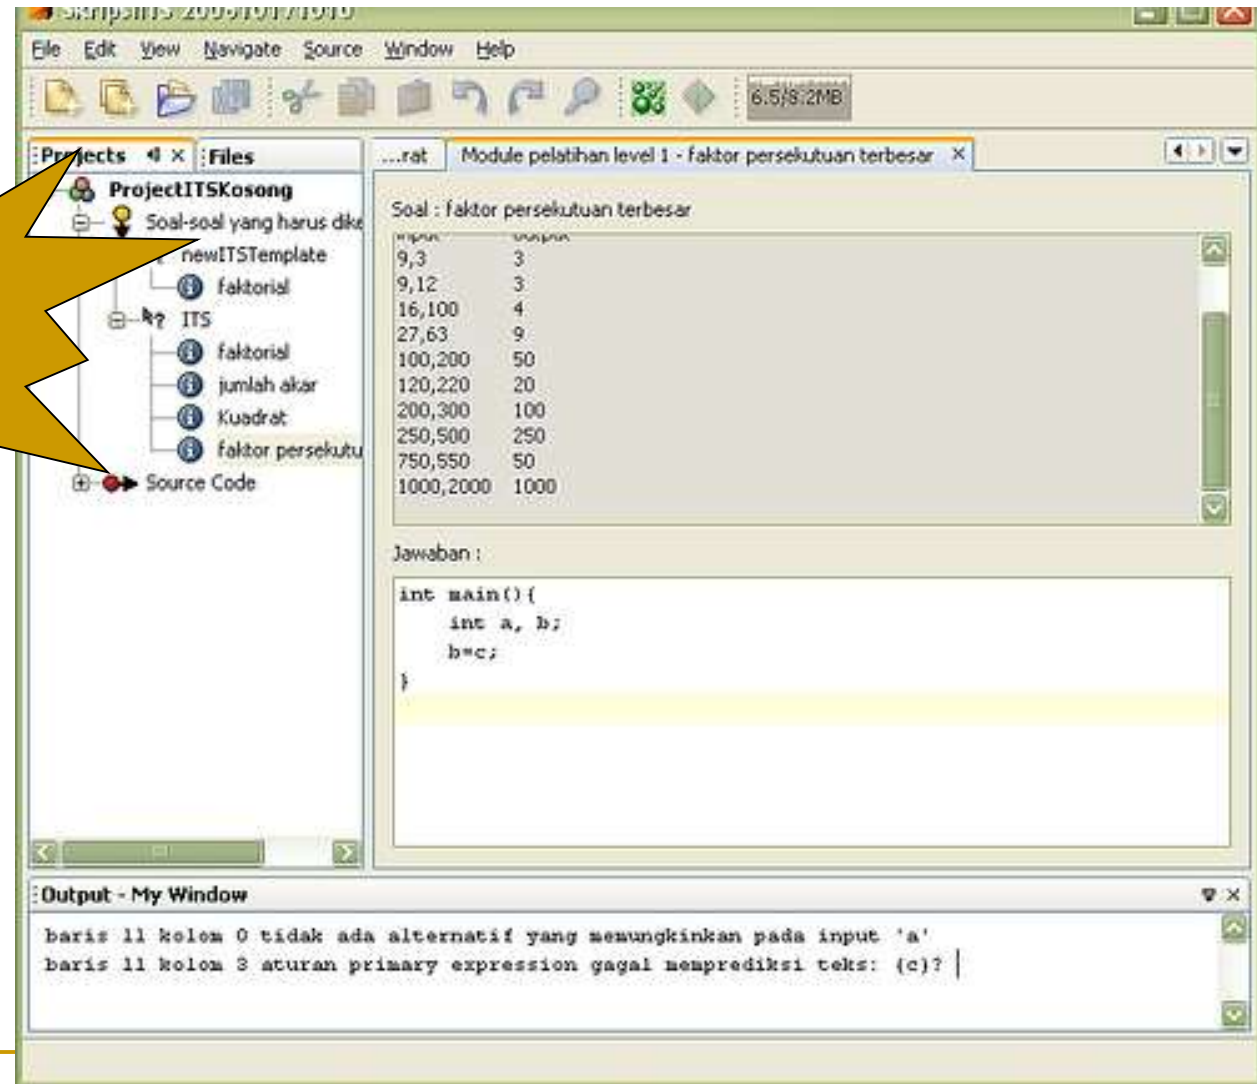 SkripsiITS 200610171010
File Edit View Navigate Source Window Help
6.5/8.2MB
Projects Files
...rat Module pelatihan level 1 - faktor persekutuan terbesar
ProjectITSKosong
Soal-soal yang harus dike
newITSTemplate
faktorial
ITS
faktorial
jumlah akar
Kuadrat
faktor persekutu
Source Code
Soal : faktor persekutuan terbesar
input output
9,3 3
9,12 3
16,100 4
27,63 9
100,200 50
120,220 20
200,300 100
250,500 250
750,550 50
1000,2000 1000
Jawaban :
int main(){
int a, b;
b=c;
}
Output - My Window
baris 11 kolom 0 tidak ada alternatif yang memungkinkan pada input 'a'
baris 11 kolom 3 aturan primary expression gagal memprediksi teks: {c}?